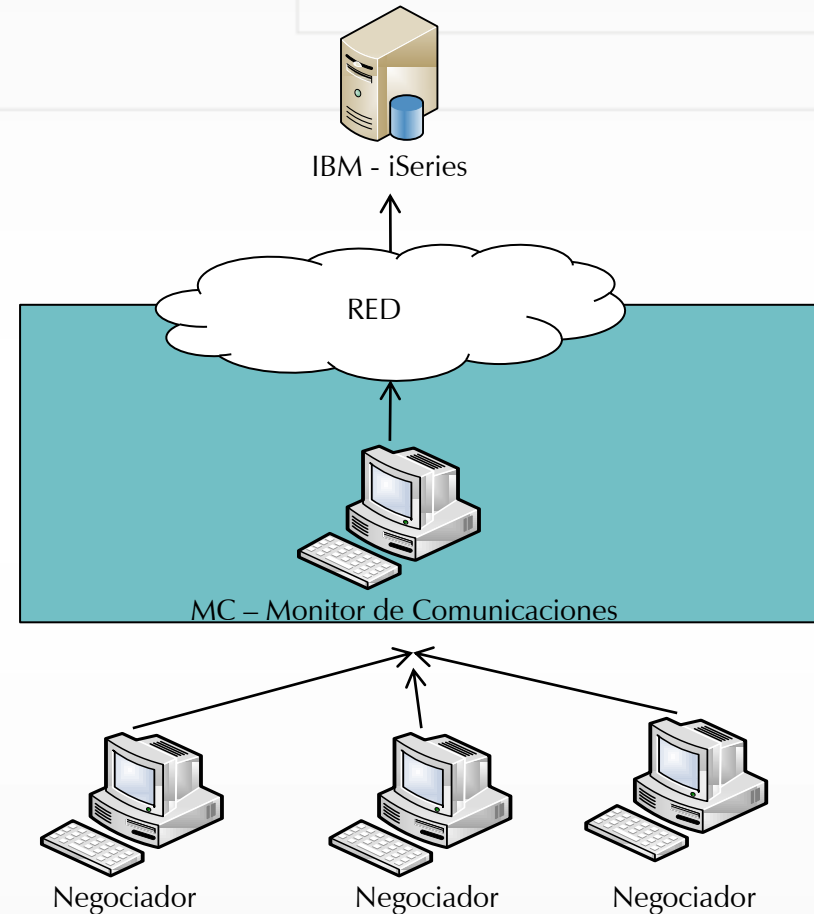 IBM - iSeries
RED
MC – Monitor de Comunicaciones
Negociador
Negociador
Negociador